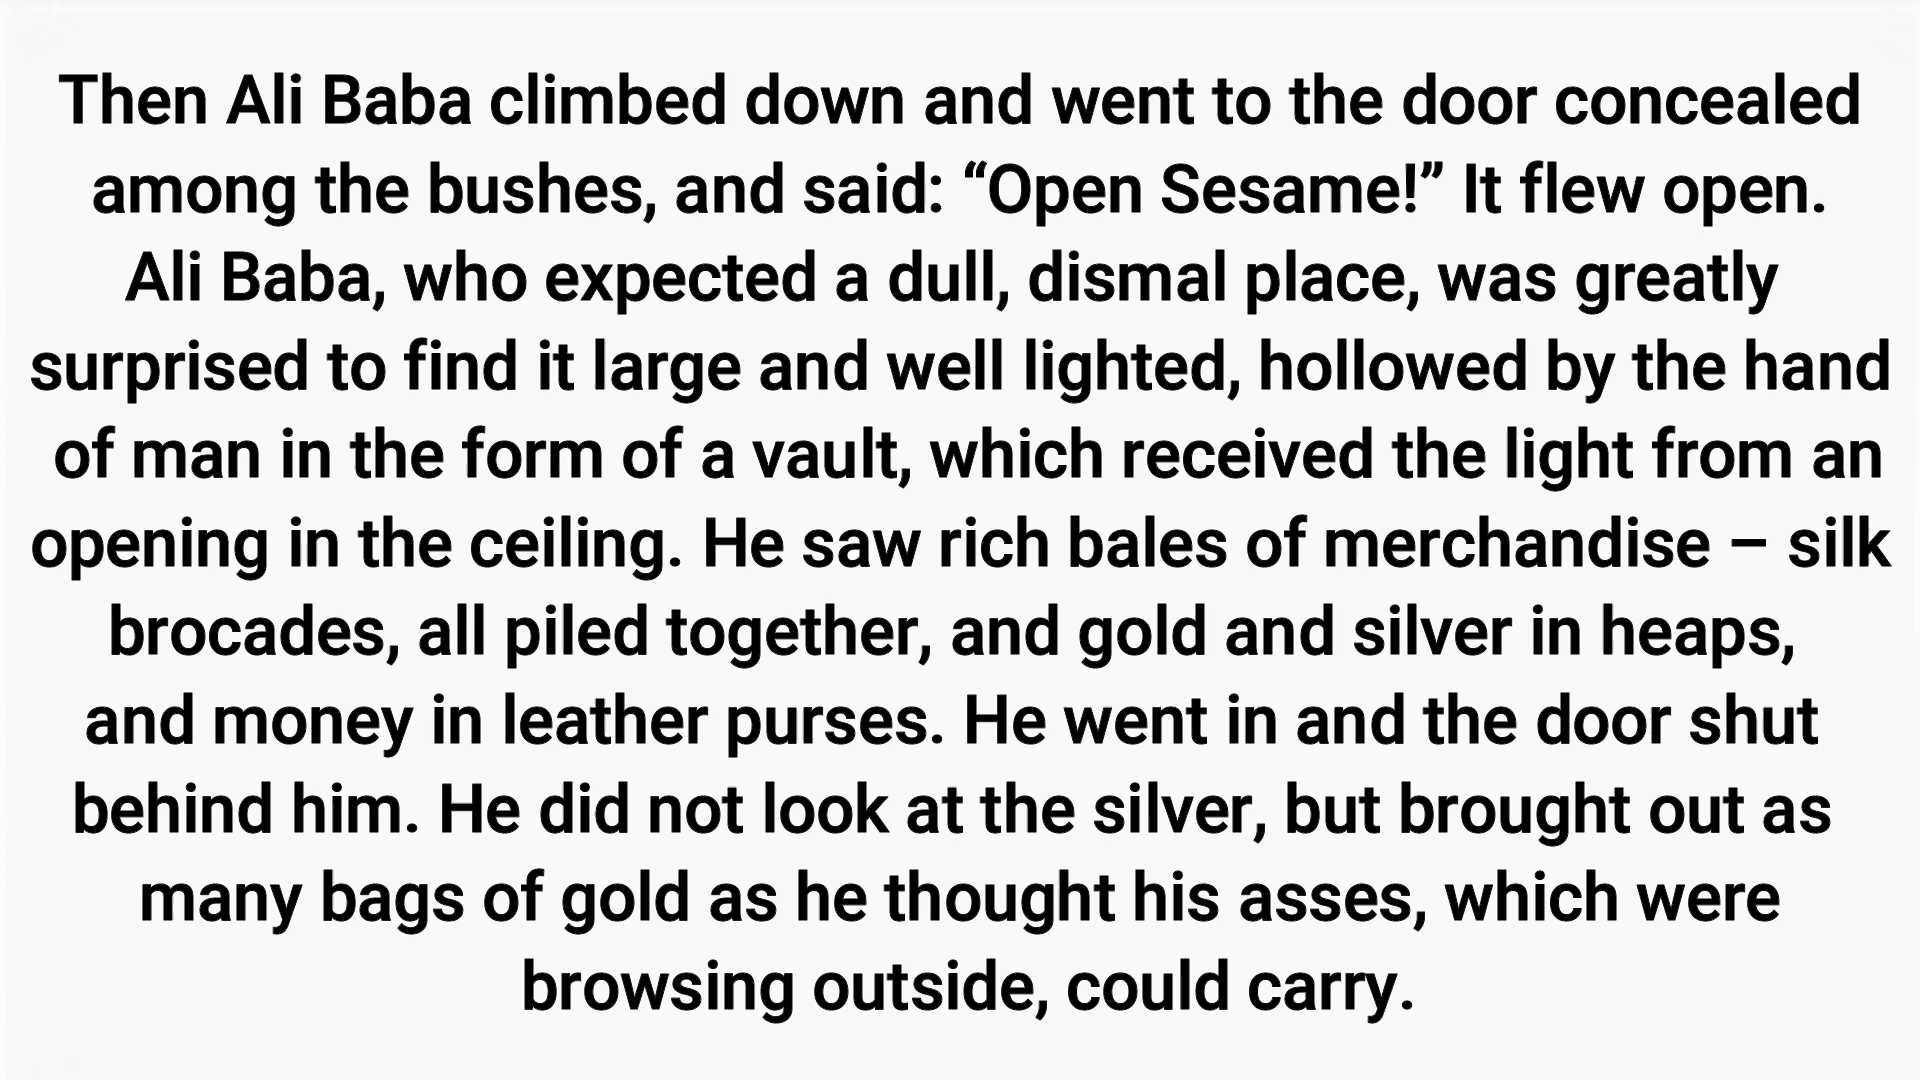 Then Ali Baba climbed down and went to the door concealed
among the bushes, and said: “Open Sesame!” It flew open.
Ali Baba, who expected a dull, dismal place, was greatly
surprised to find it large and well lighted, hollowed by the hand
of man in the form of a vault, which received the light from an
opening in the ceiling. He saw rich bales of merchandise – silk
brocades, all piled together, and gold and silver in heaps,
and money in leather purses. He went in and the door shut
behind him. He did not look at the silver, but brought out as
many bags of gold as he thought his asses, which were
browsing outside, could carry.